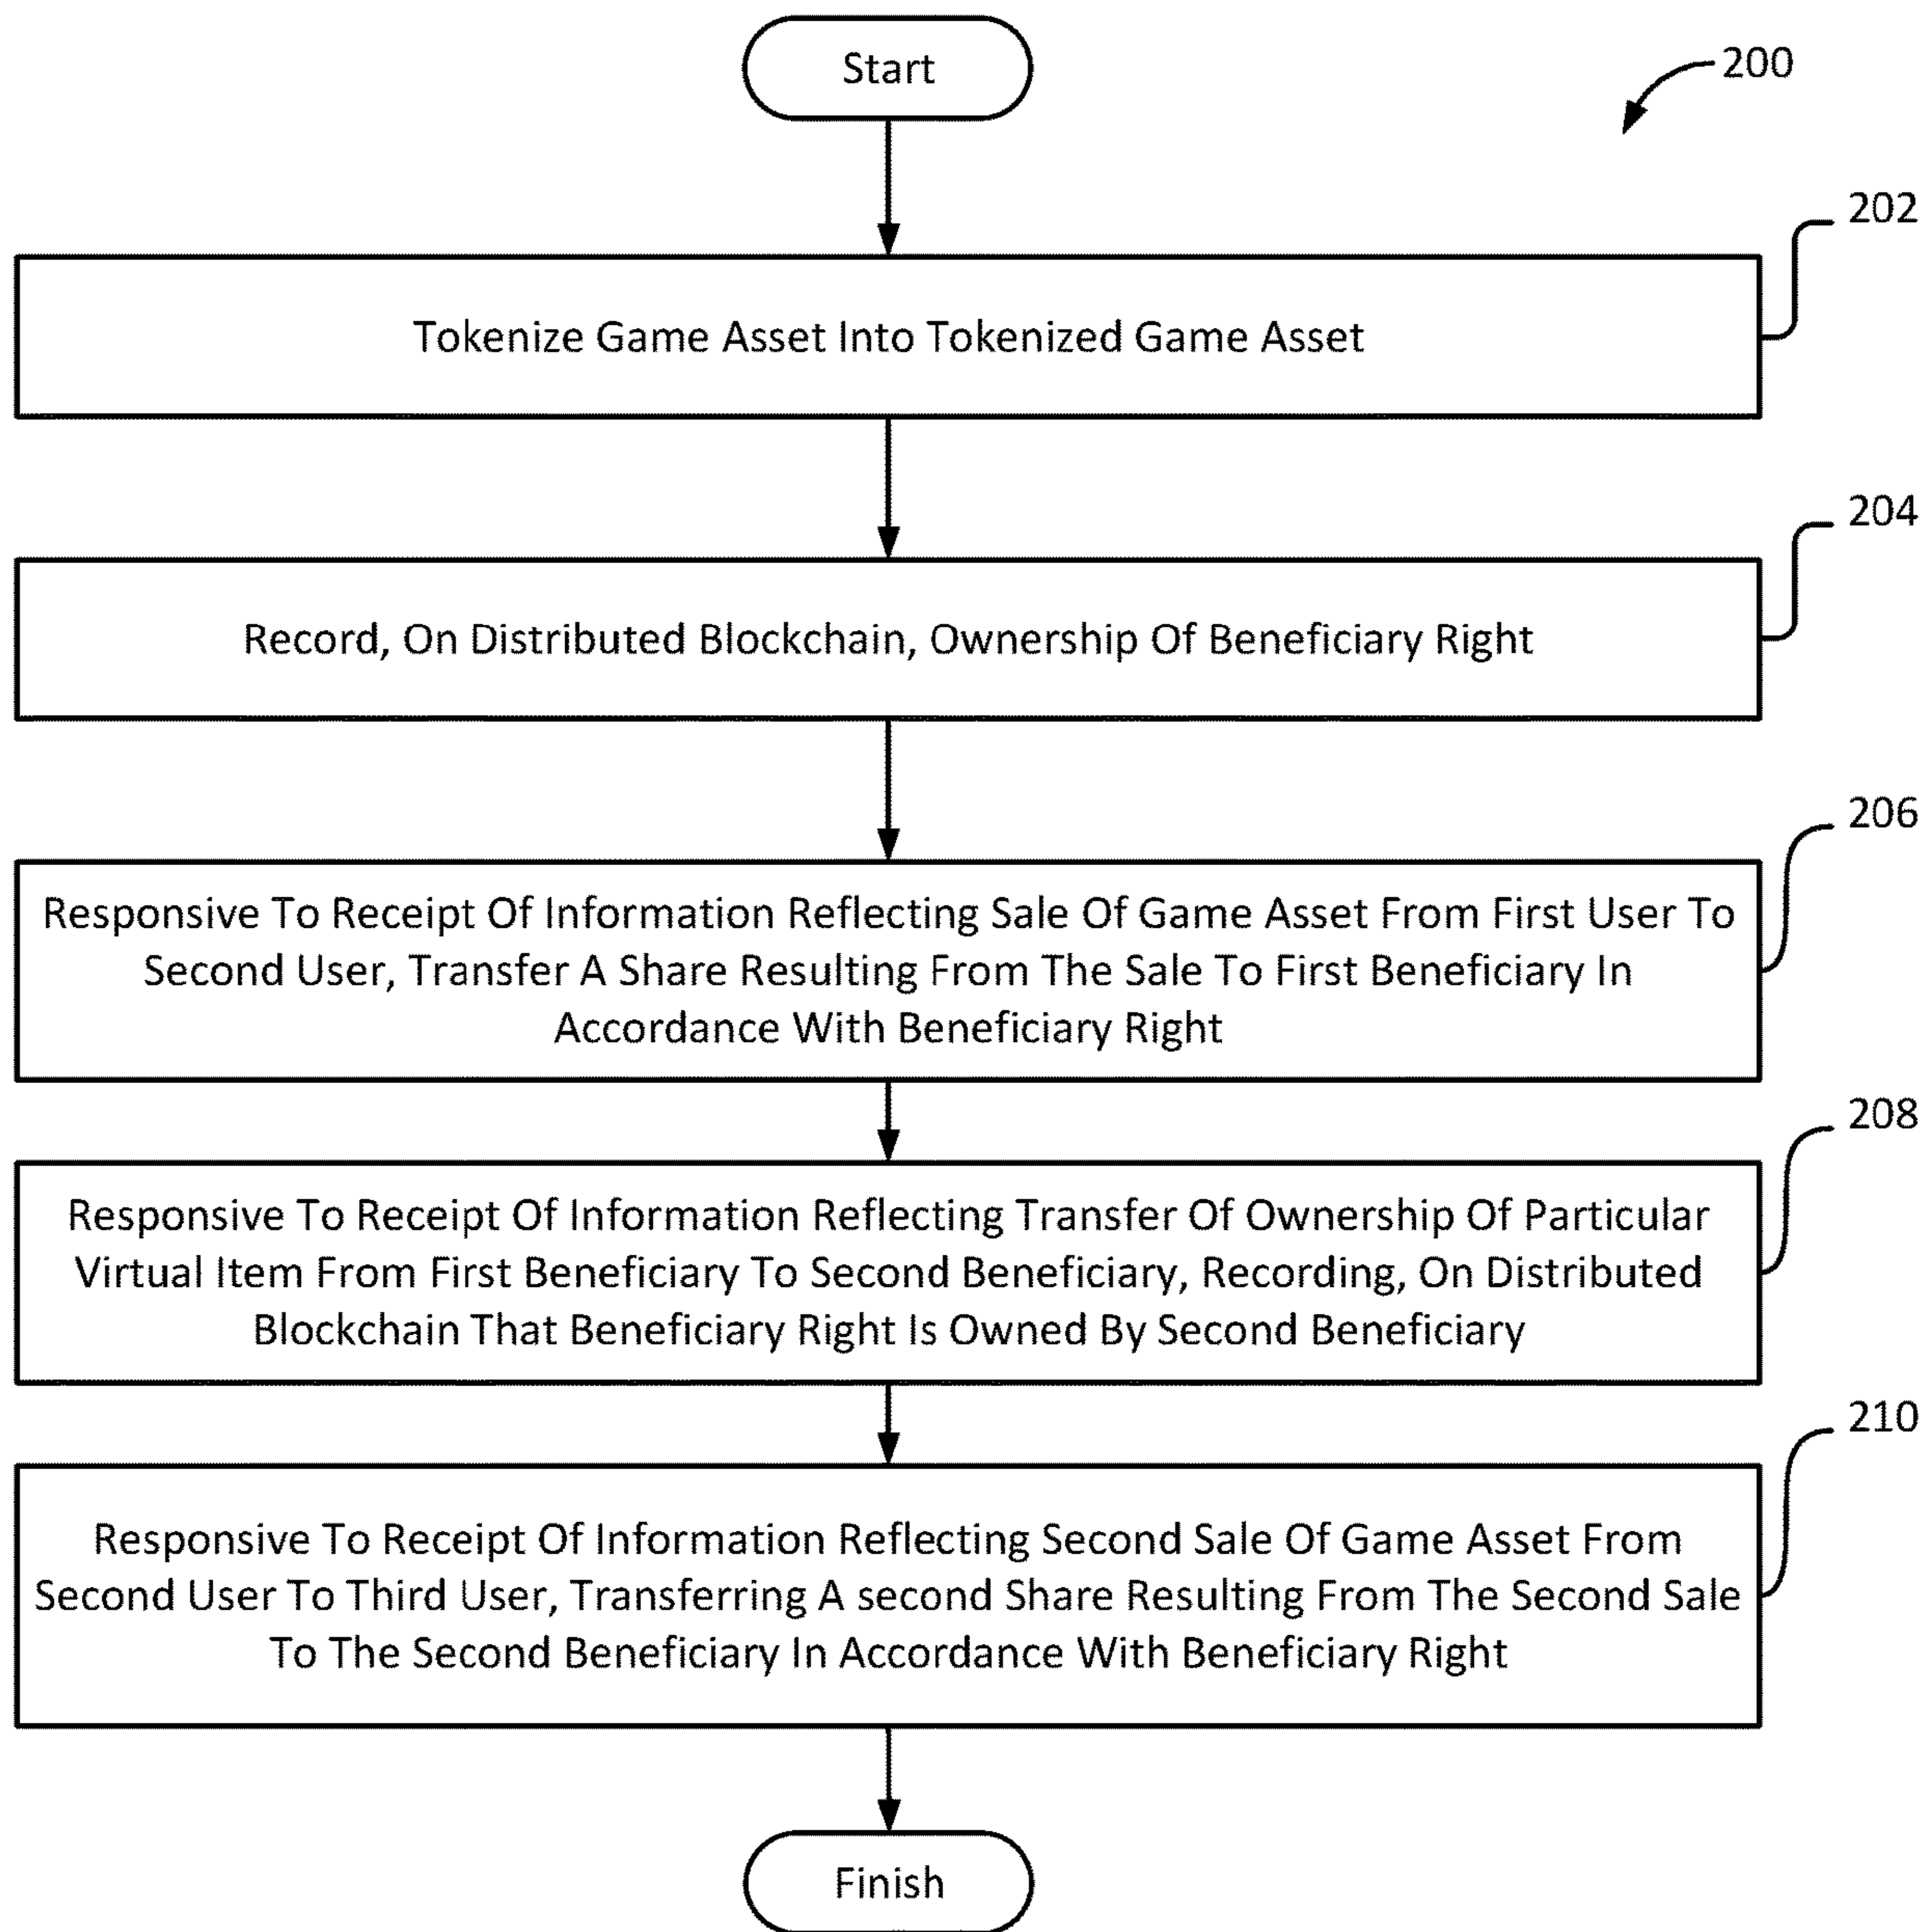 Start
200
202
Tokenize Game Asset Into Tokenized Game Asset
204
Record, On Distributed Blockchain, Ownership Of Beneficiary Right
206
Responsive To Receipt Of Information Reflecting Sale Of Game Asset From First User To
Second User, Transfer A Share Resulting From The Sale To First Beneficiary In
Accordance With Beneficiary Right
208
Responsive To Receipt Of Information Reflecting Transfer Of Ownership Of Particular
Virtual Item From First Beneficiary To Second Beneficiary, Recording, On Distributed
Blockchain That Beneficiary Right Is Owned By Second Beneficiary
210
Responsive To Receipt Of Information Reflecting Second Sale Of Game Asset From
Second User To Third User, Transferring A second Share Resulting From The Second Sale
To The Second Beneficiary In Accordance With Beneficiary Right
Finish